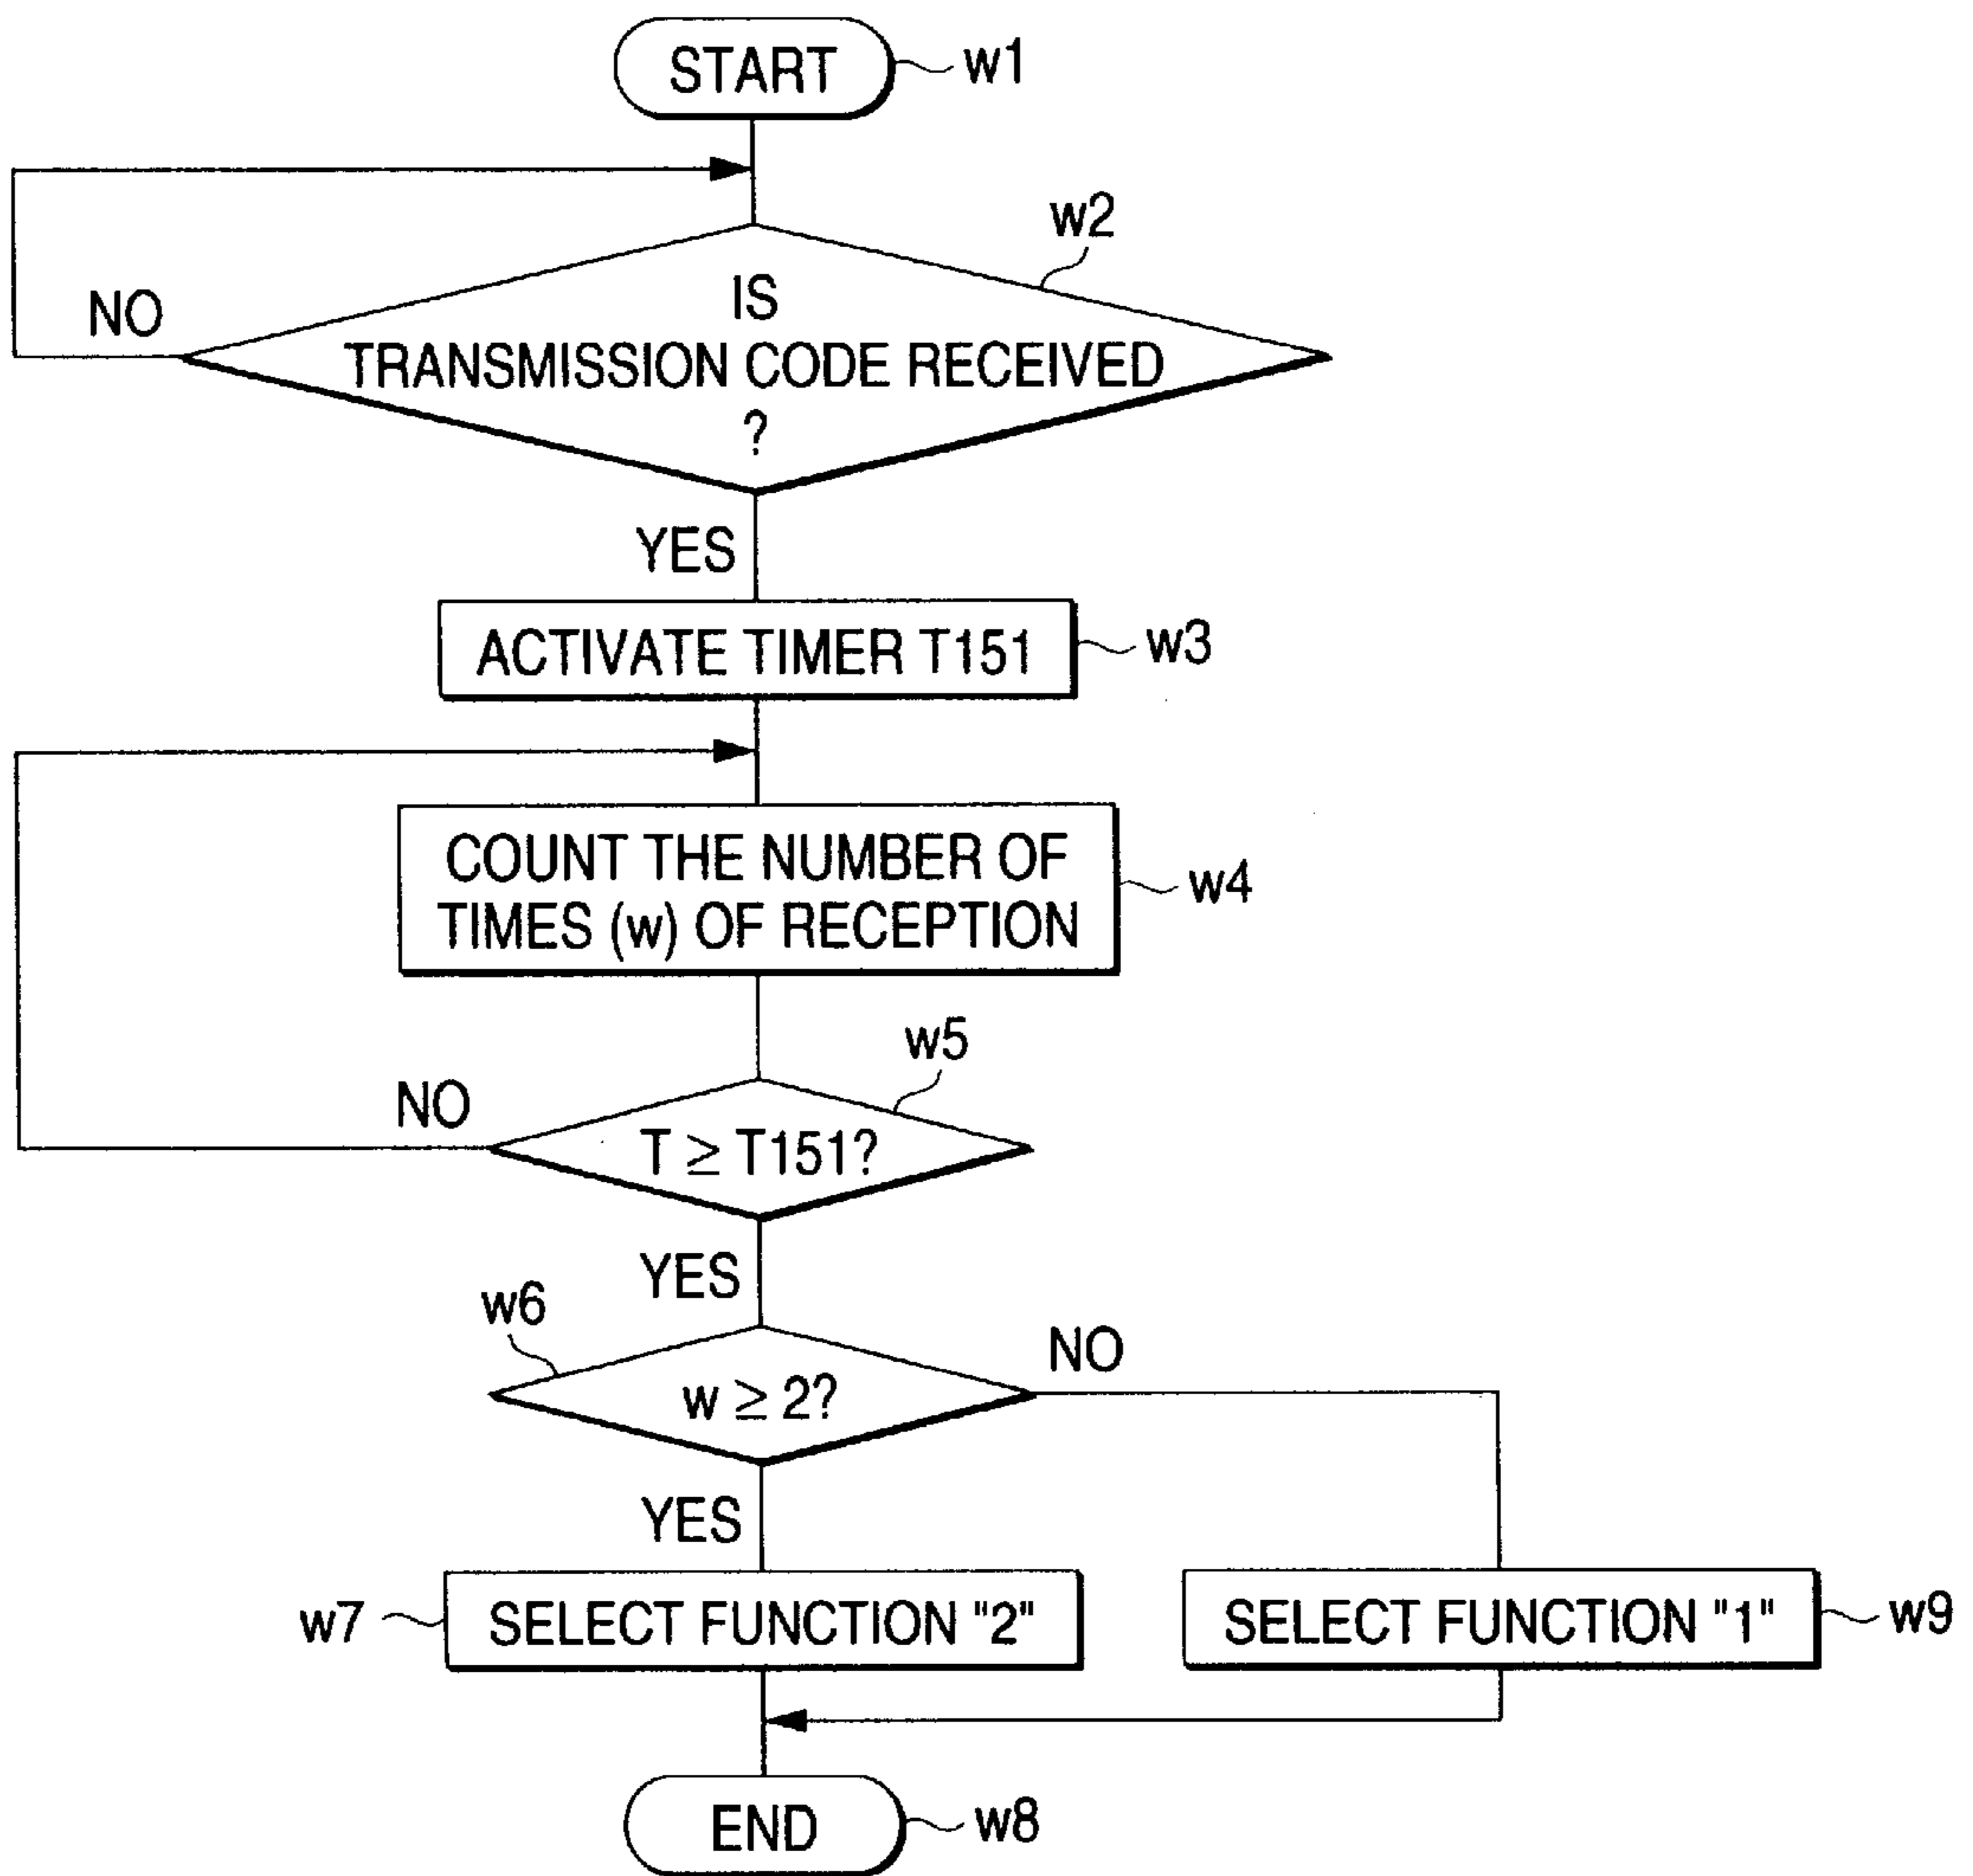 START
w1
w2
NO
IS
TRANSMISSION CODE RECEIVED
?
YES
ACTIVATE TIMER T151
w3
COUNT THE NUMBER OF
TIMES (w) OF RECEPTION
w4
w5
NO
T ≥ T151?
YES
w6
NO
w ≥ 2?
YES
w7
SELECT FUNCTION "2"
SELECT FUNCTION "1"
w9
END
w8